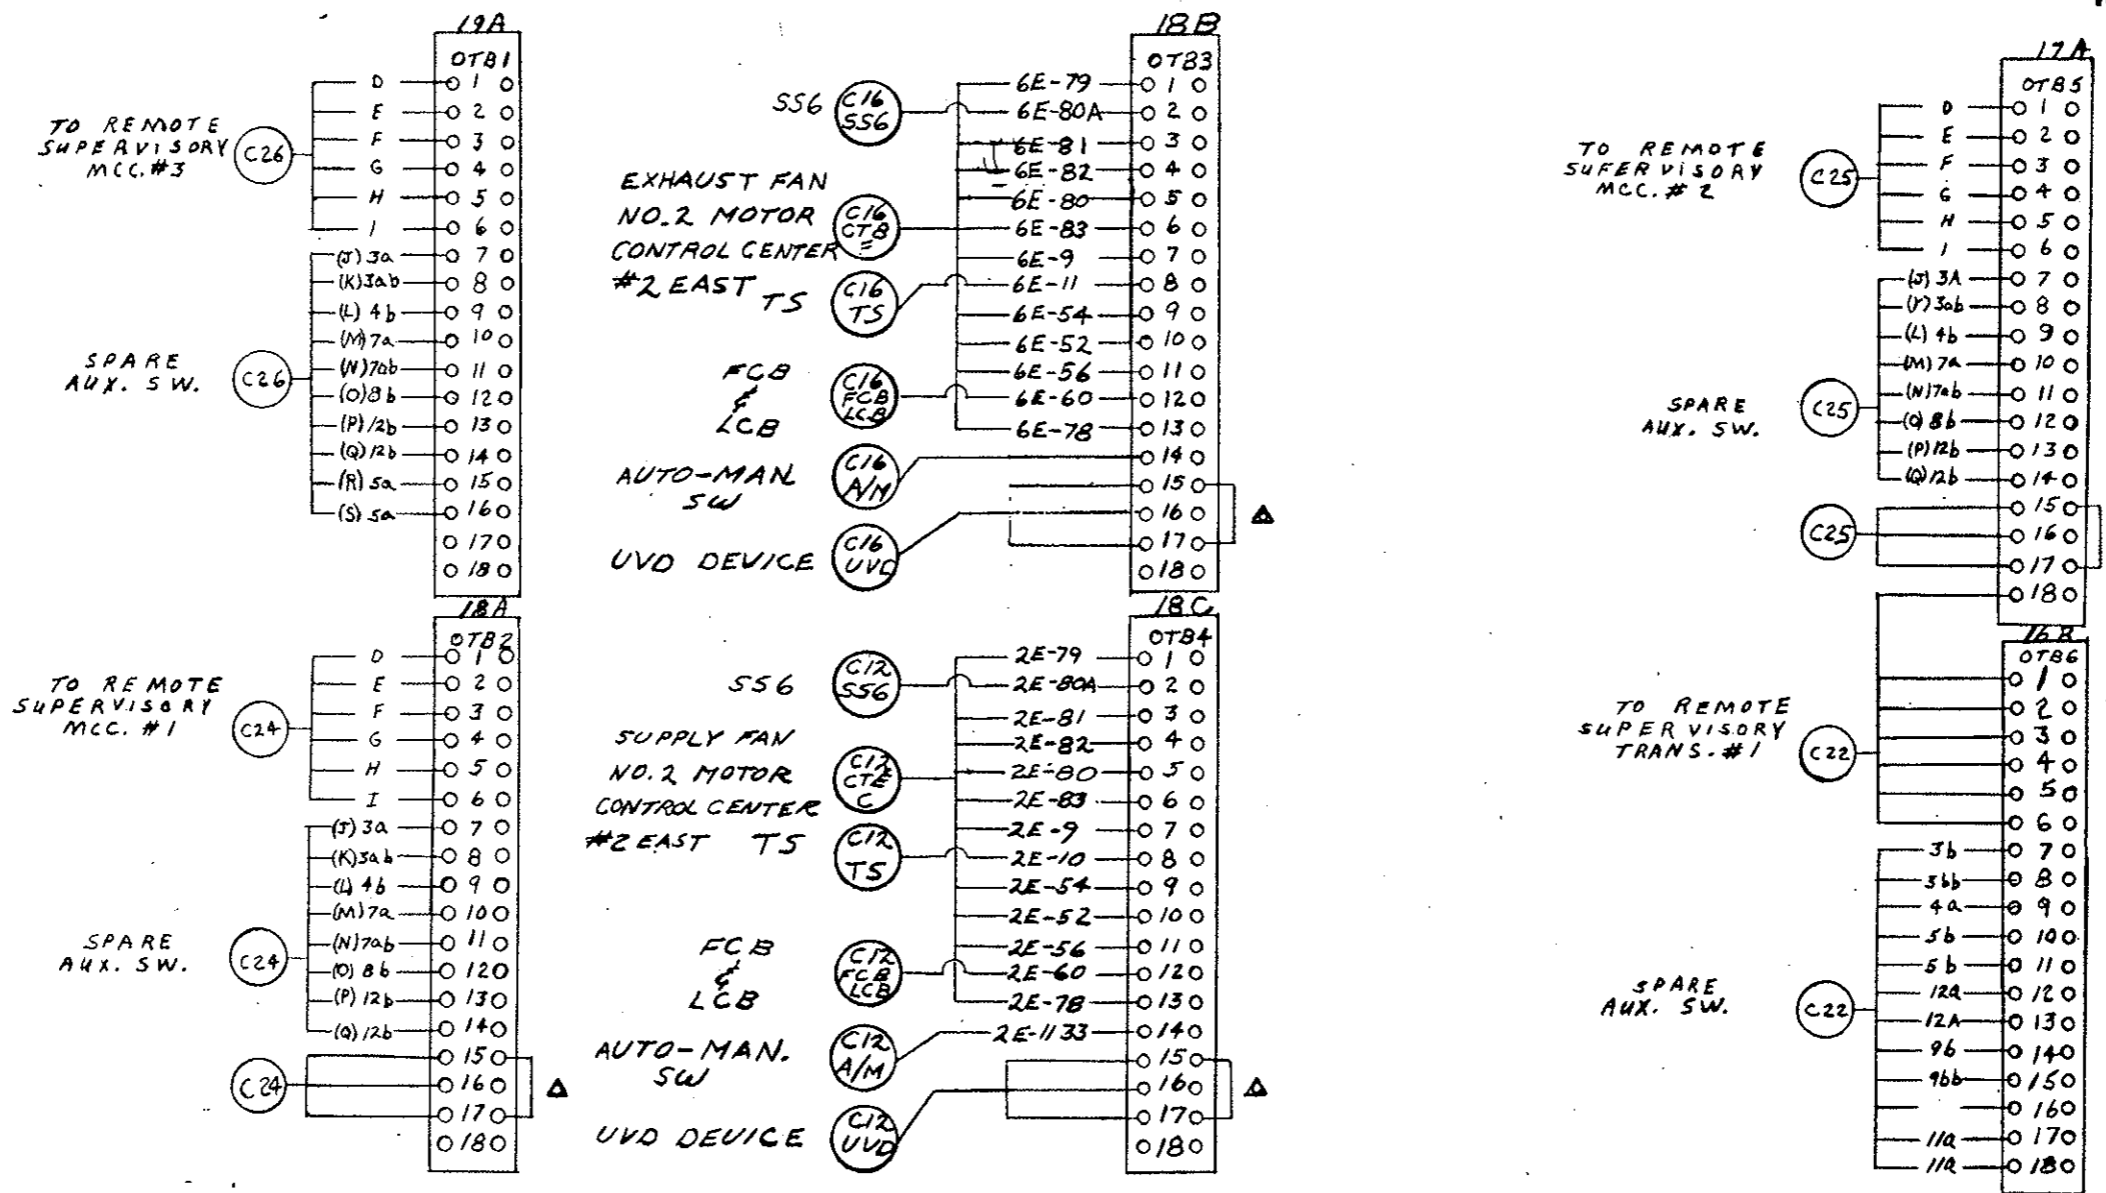 19A
OTB1
TO REMOTE
SUPERVISORY
MCC. #3
C26
D 1
E 2
F 3
G 4
H 5
I 6
SPARE
AUX. SW.
C26
(J) 3a 7
(K) 3ab 8
(L) 4b 9
(M) 7a 10
(N) 7ab 11
(O) 8b 12
(P) 12b 13
(Q) 12b 14
(R) 5a 15
(S) 5a 16
17
18
18A
OTB2
TO REMOTE
SUPERVISORY
MCC. #1
C24
D 1
E 2
F 3
G 4
H 5
I 6
SPARE
AUX. SW.
C24
(J) 3a 7
(K) 3ab 8
(L) 4b 9
(M) 7a 10
(N) 7ab 11
(O) 8b 12
(P) 12b 13
(Q) 12b 14
C24
15
16
17
18
18B
OTB3
SS6
C16
SS6
EXHAUST FAN
NO.2 MOTOR
CONTROL CENTER
#2 EAST TS
C16
CTB
C16
TS
FCB
&
LCB
C16
FCB
LCB
AUTO-MAN.
SW
C16
A/M
UVD DEVICE
C16
UVD
6E-79 1
6E-80A 2
6E-81 3
6E-82 4
6E-80 5
6E-83 6
6E-9 7
6E-11 8
6E-54 9
6E-52 10
6E-56 11
6E-60 12
6E-78 13
14
15
16
17
18
18C
OTB4
SS6
C12
SS6
SUPPLY FAN
NO.2 MOTOR
CONTROL CENTER
#2 EAST TS
C12
C
C12
TS
FCB
&
LCB
C12
FCB
LCB
AUTO-MAN.
SW
C12
A/M
UVD DEVICE
C12
UVD
2E-79 1
2E-80A 2
2E-81 3
2E-82 4
2E-80 5
2E-83 6
2E-9 7
2E-10 8
2E-54 9
2E-52 10
2E-56 11
2E-60 12
2E-78 13
2E-1133 14
15
16
17
18
17A
OTB5
TO REMOTE
SUPERVISORY
MCC. #2
C25
D 1
E 2
F 3
G 4
H 5
I 6
SPARE
AUX. SW.
C25
(J) 3A 7
(Y) 3ab 8
(L) 4b 9
(M) 7a 10
(N) 7ab 11
(O) 8b 12
(P) 12b 13
(Q) 12b 14
C25
15
16
17
18
OTB6
TO REMOTE
SUPERVISORY
TRANS. #1
C22
1
2
3
4
5
6
SPARE
AUX. SW.
C22
3b 7
3bb 8
4a 9
5b 10
5b 11
12a 12
12A 13
9b 14
9bb 15
16
11a 17
11a 18